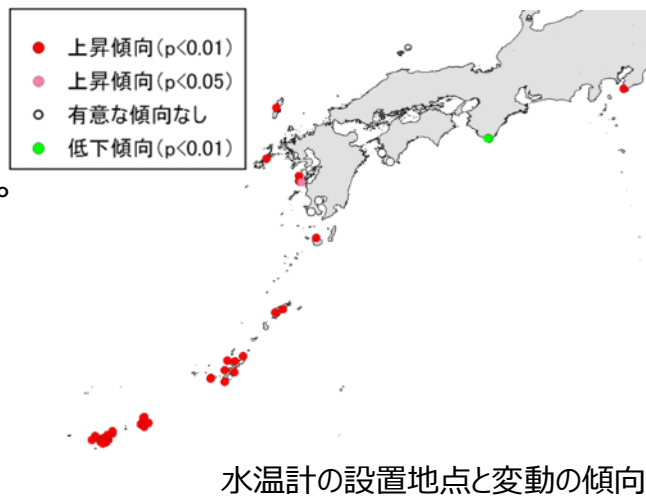 上昇傾向(p<0.01)
上昇傾向(p<0.05)
有意な傾向なし
低下傾向(p<0.01)
。
水温計の設置地点と変動の傾向